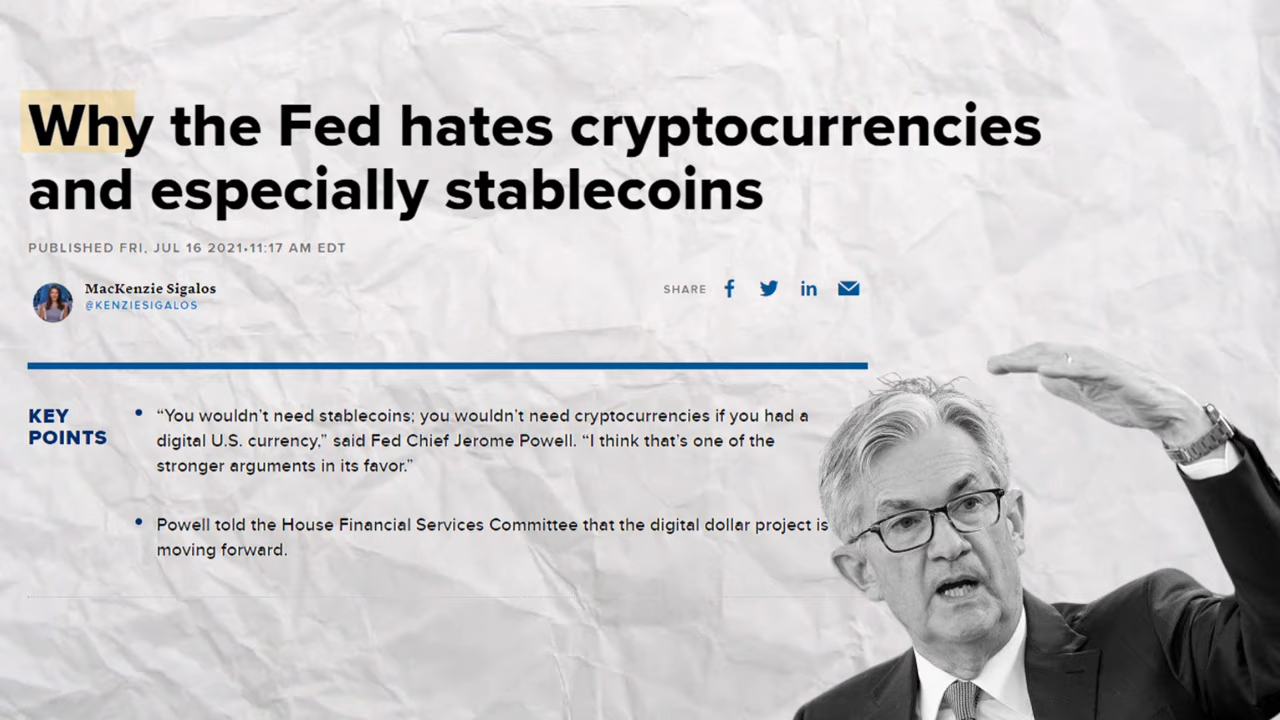 Why the Fed hates cryptocurrencies
and especially stablecoins
PUBLISHED FRI, JUL 16 2021•11:17 AM EDT
MacKenzie Sigalos
@KENZIESIGALOS
SHARE
KEY
POINTS
• “You wouldn’t need stablecoins; you wouldn’t need cryptocurrencies if you had a
digital U.S. currency,” said Fed Chief Jerome Powell. “I think that’s one of the
stronger arguments in its favor.”
• Powell told the House Financial Services Committee that the digital dollar project is
moving forward.